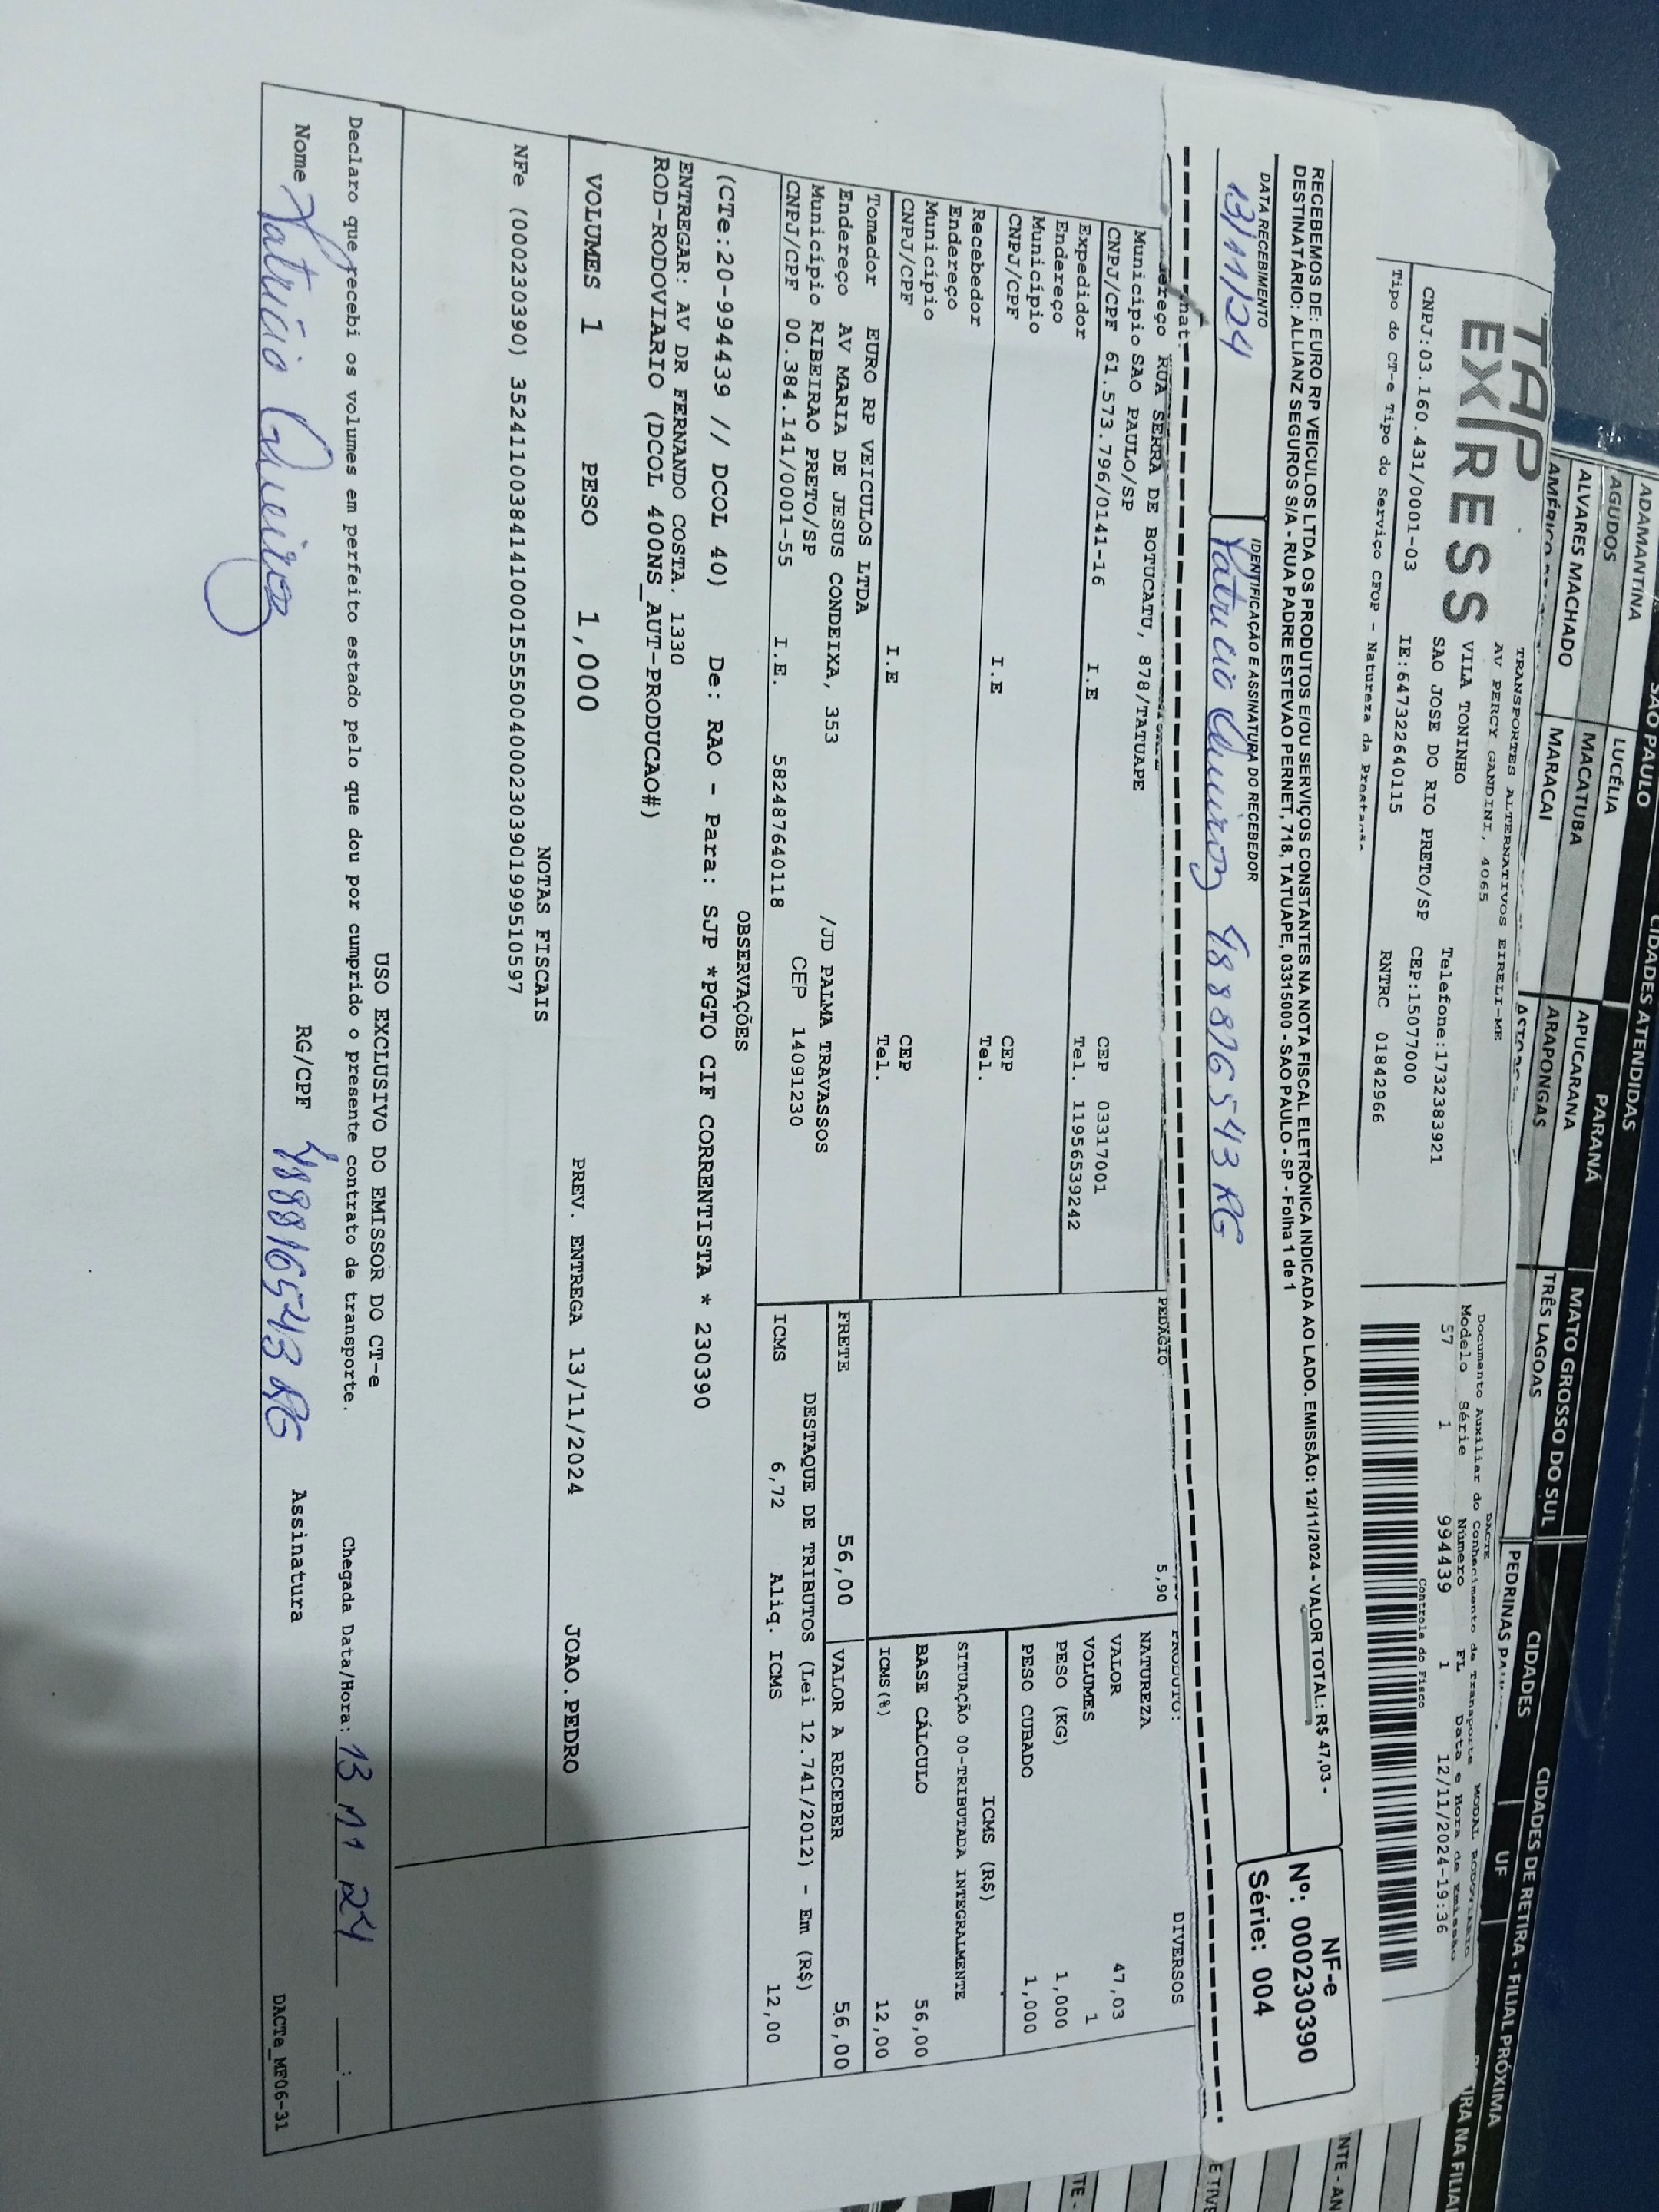 SÃO PAULO
CIDADES ATENDIDAS
PARANÁ
MATO GROSSO DO SUL
CIDADES
CIDADES DE RETIRA - FILIAL PRÓXIMA
UF
ADAMANTINA
LUCÉLIA
APUCARANA
TRÊS LAGOAS
AGUDOS
MACATUBA
ARAPONGAS
ALVARES MACHADO
MARACAI
TAP
EXPRESS
TRANSPORTES ALTERNATIVOS EIRELI-ME
AV PERCY GANDINI, 4065
VILA TONINHO
SAO JOSE DO RIO PRETO/SP
Telefone:1732383921
CEP:15077000
CNPJ:03.160.431/0001-03
IE:647322640115
RNTRC 01842966
Tipo do CT-e Tipo do Serviço CFOP - Natureza da Prestação
DACTE
Documento Auxiliar do Conhecimento de Transporte MODAL RODOVIARIO
Modelo Série Número FL Data e Hora de Emissão
57 1 994439 1 12/11/2024-19:36
Controle do Fisco
RECEBEMOS DE: EURO RP VEICULOS LTDA OS PRODUTOS E/OU SERVIÇOS CONSTANTES NA NOTA FISCAL ELETRÔNICA INDICADA AO LADO. EMISSÃO: 12/11/2024 - VALOR TOTAL: R$ 47,03 -
DESTINATÁRIO: ALLIANZ SEGUROS S/A - RUA PADRE ESTEVAO PERNET, 718, TATUAPE, 03315000 - SAO PAULO - SP - Folha 1 de 1
NF-e
Nº: 000230390
Série: 004
DATA RECEBIMENTO
IDENTIFICAÇÃO E ASSINATURA DO RECEBEDOR
13/11/24
488816543 RG
RUA SERRA DE BOTUCATU, 878/TATUAPE
Município SAO PAULO/SP
CEP 03317001
CNPJ/CPF 61.573.796/0141-16 I.E
Tel. 11956539242
Expedidor
Endereço
Município
CEP
CNPJ/CPF I.E
Tel.
Recebedor
Endereço
Município
CEP
CNPJ/CPF I.E
Tel.
PEDÁGIO 5,90
PRODUTO: DIVERSOS
NATUREZA
VALOR 47,03
VOLUMES 1
PESO (KG) 1,000
PESO CUBADO 1,000
ICMS (R$)
SITUAÇÃO 00-TRIBUTADA INTEGRALMENTE
BASE CÁLCULO 56,00
ICMS(%) 12,00
Tomador EURO RP VEICULOS LTDA
Endereço AV MARIA DE JESUS CONDEIXA, 353 /JD PALMA TRAVASSOS
Município RIBEIRAO PRETO/SP CEP 14091230
CNPJ/CPF 00.384.141/0001-55 I.E. 582487640118
FRETE 56,00 VALOR A RECEBER 56,00
DESTAQUE DE TRIBUTOS (Lei 12.741/2012) - Em (R$)
ICMS 6,72 Aliq. ICMS 12,00
OBSERVAÇÕES
(CTe:20-994439 // DCOL 40) De: RAO - Para: SJP *PGTO CIF CORRENTISTA * 230390
ENTREGAR: AV DR FERNANDO COSTA, 1330
ROD-RODOVIARIO (DCOL 400NS_AUT-PRODUCAO#)
VOLUMES 1 PESO 1,000 PREV. ENTREGA 13/11/2024 JOAO.PEDRO
NOTAS FISCAIS
NFe (000230390) 35241100384141000155550040002303901999510597
USO EXCLUSIVO DO EMISSOR DO CT-e
Declaro que recebi os volumes em perfeito estado pelo que dou por cumprido o presente contrato de transporte. Chegada Data/Hora: 13 11 24 __:__
Nome RG/CPF 488816543 RG Assinatura
DACTe_MF06-31